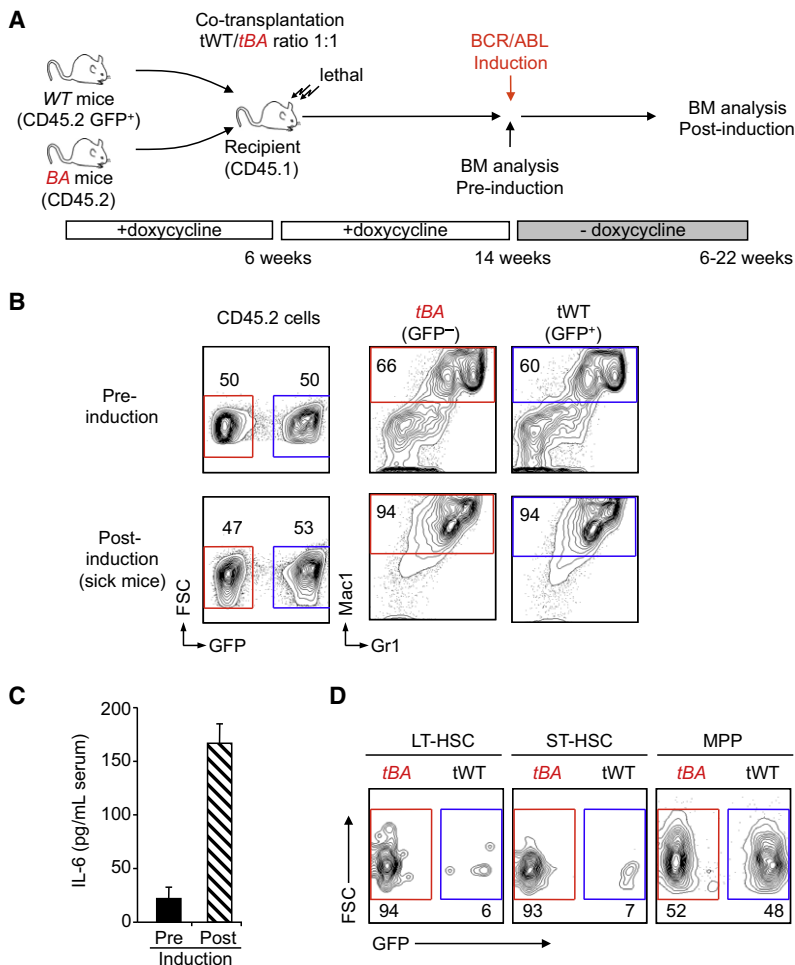 A
Co-transplantation
tWT/tBA ratio 1:1
lethal
WT mice
(CD45.2 GFP⁺)
BA mice
(CD45.2)
Recipient
(CD45.1)
BCR/ABL
Induction
BM analysis
Pre-induction
BM analysis
Post-induction
+doxycycline
+doxycycline
- doxycycline
6 weeks
14 weeks
6-22 weeks
B
CD45.2 cells
tBA
(GFP⁻)
tWT
(GFP⁺)
Pre-
induction
50
50
66
60
Post-
induction
(sick mice)
47
53
94
94
FSC
GFP
Mac1
Gr1
C
IL-6 (pg/mL serum)
200
150
100
50
0
Pre
Post
Induction
D
LT-HSC
ST-HSC
MPP
tBA
tWT
tBA
tWT
tBA
tWT
94
6
93
7
52
48
FSC
GFP